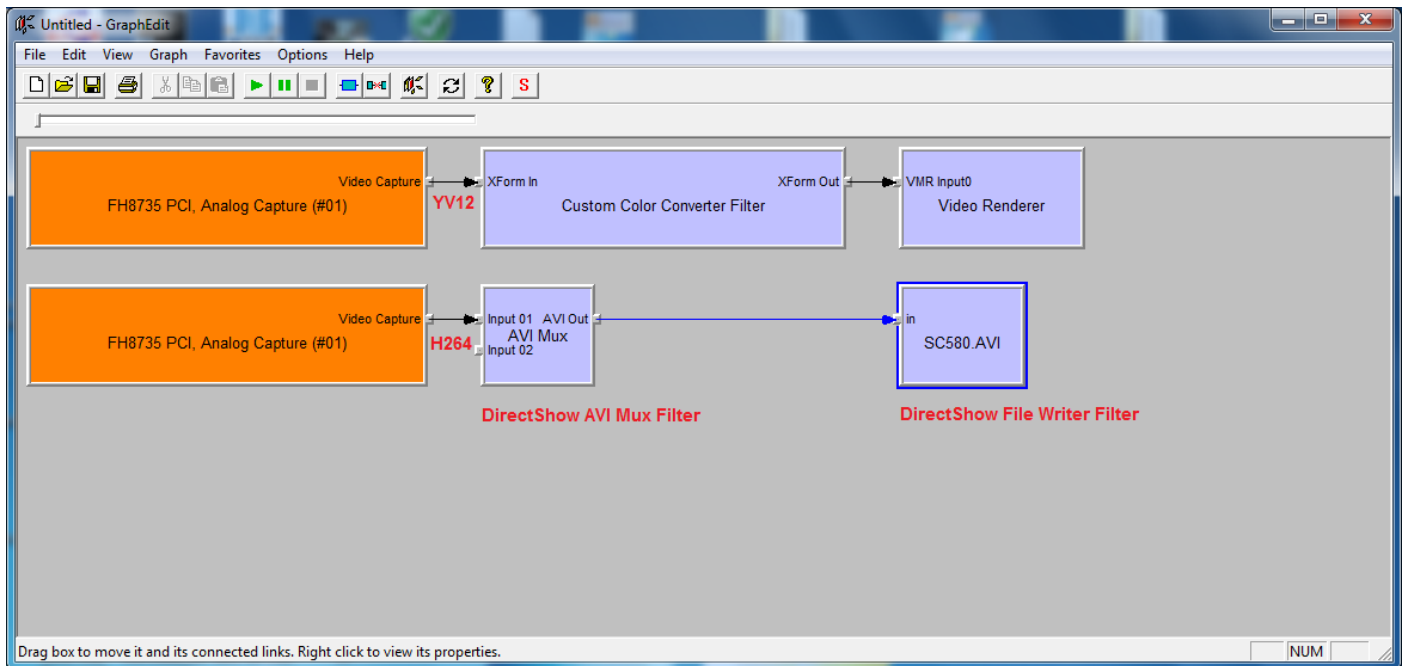 Untitled - GraphEdit
File Edit View Graph Favorites Options Help
S
Video Capture
FH8735 PCI, Analog Capture (#01)
YV12
XForm In
XForm Out
Custom Color Converter Filter
VMR Input0
Video Renderer
Video Capture
FH8735 PCI, Analog Capture (#01)
H264
Input 01 AVI Out
AVI Mux
Input 02
in
SC580.AVI
DirectShow AVI Mux Filter
DirectShow File Writer Filter
Drag box to move it and its connected links. Right click to view its properties.
NUM